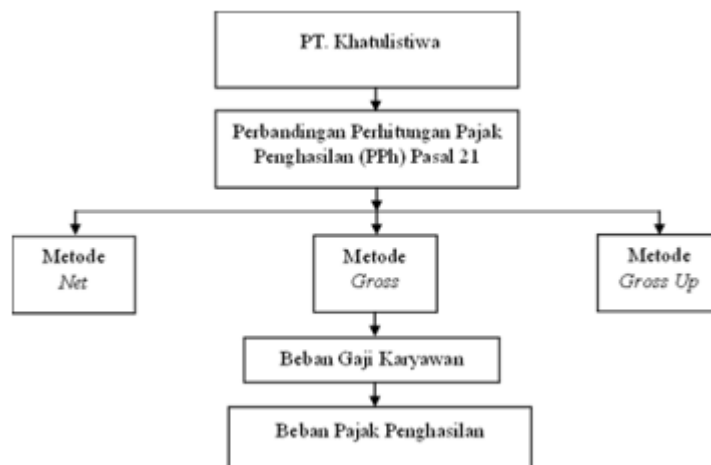 PT. Khatulistiwa
Perbandingan Perhitungan Pajak
Penghasilan (PPh) Pasal 21
Metode
Net
Metode
Gross
Metode
Gross Up
Beban Gaji Karyawan
Beban Pajak Penghasilan